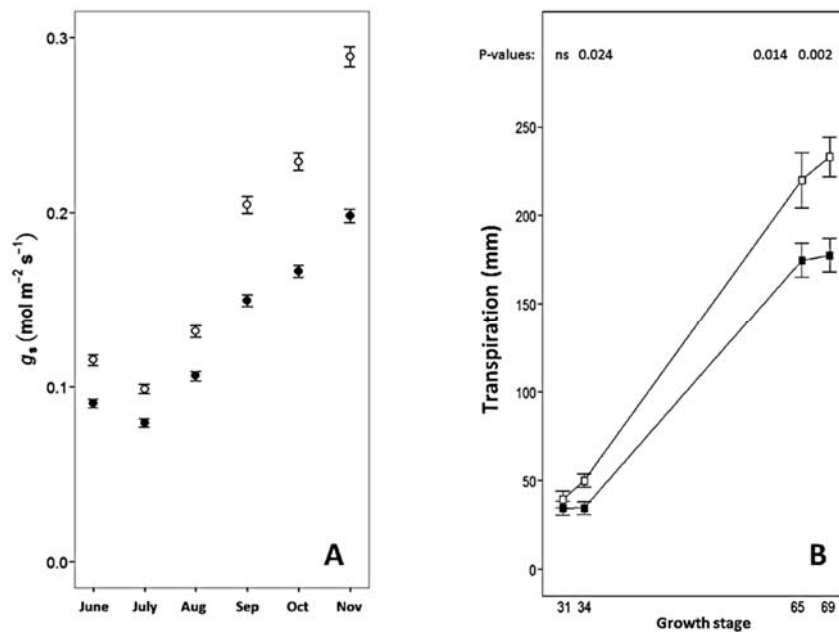 0.3
0.2
0.1
0.0
gs (mol m−2 s−1)
June July Aug Sep Oct Nov
A
P-values: ns 0.024 0.014 0.002
250
200
150
100
50
0
Transpiration (mm)
31 34 65 69
Growth stage
B